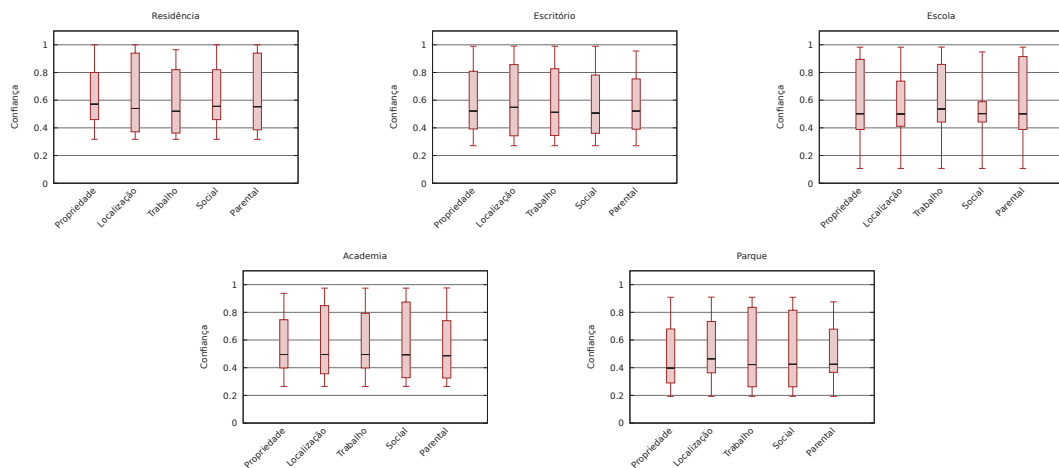 Residência
Confiança
1
0.8
0.6
0.4
0.2
0
Propriedade
Localização
Trabalho
Social
Parental
Escritório
Confiança
1
0.8
0.6
0.4
0.2
0
Propriedade
Localização
Trabalho
Social
Parental
Escola
Confiança
1
0.8
0.6
0.4
0.2
0
Propriedade
Localização
Trabalho
Social
Parental
Academia
Confiança
1
0.8
0.6
0.4
0.2
0
Propriedade
Localização
Trabalho
Social
Parental
Parque
Confiança
1
0.8
0.6
0.4
0.2
0
Propriedade
Localização
Trabalho
Social
Parental